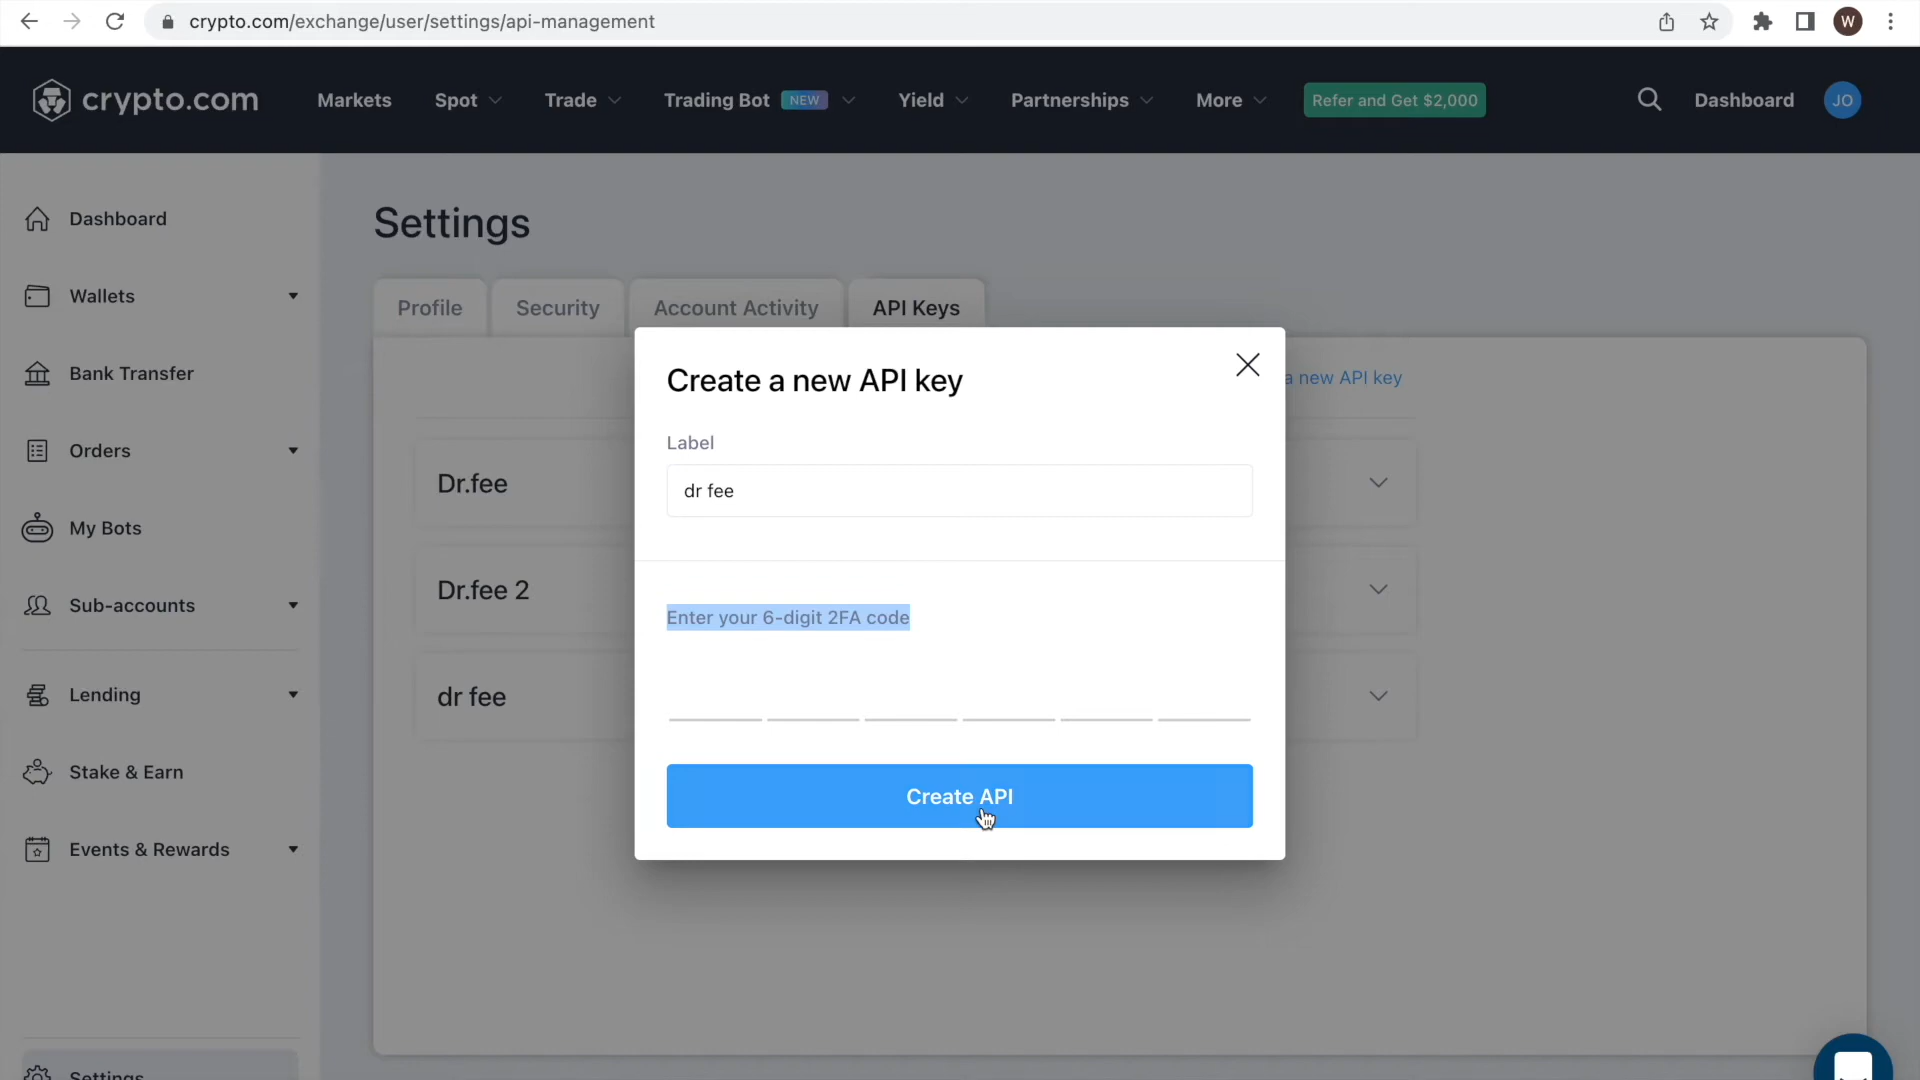 crypto.com/exchange/user/settings/api-management
W
crypto.com
Markets
Spot
Trade
Trading Bot NEW
Yield
Partnerships
More
Refer and Get $2,000
Dashboard
JO
Dashboard
Wallets
Bank Transfer
Orders
My Bots
Sub-accounts
Lending
Stake & Earn
Events & Rewards
Settings
Settings
Profile
Security
Account Activity
API Keys
a new API key
Dr.fee
Dr.fee 2
dr fee
Create a new API key
Label
dr fee
Enter your 6-digit 2FA code
Create API